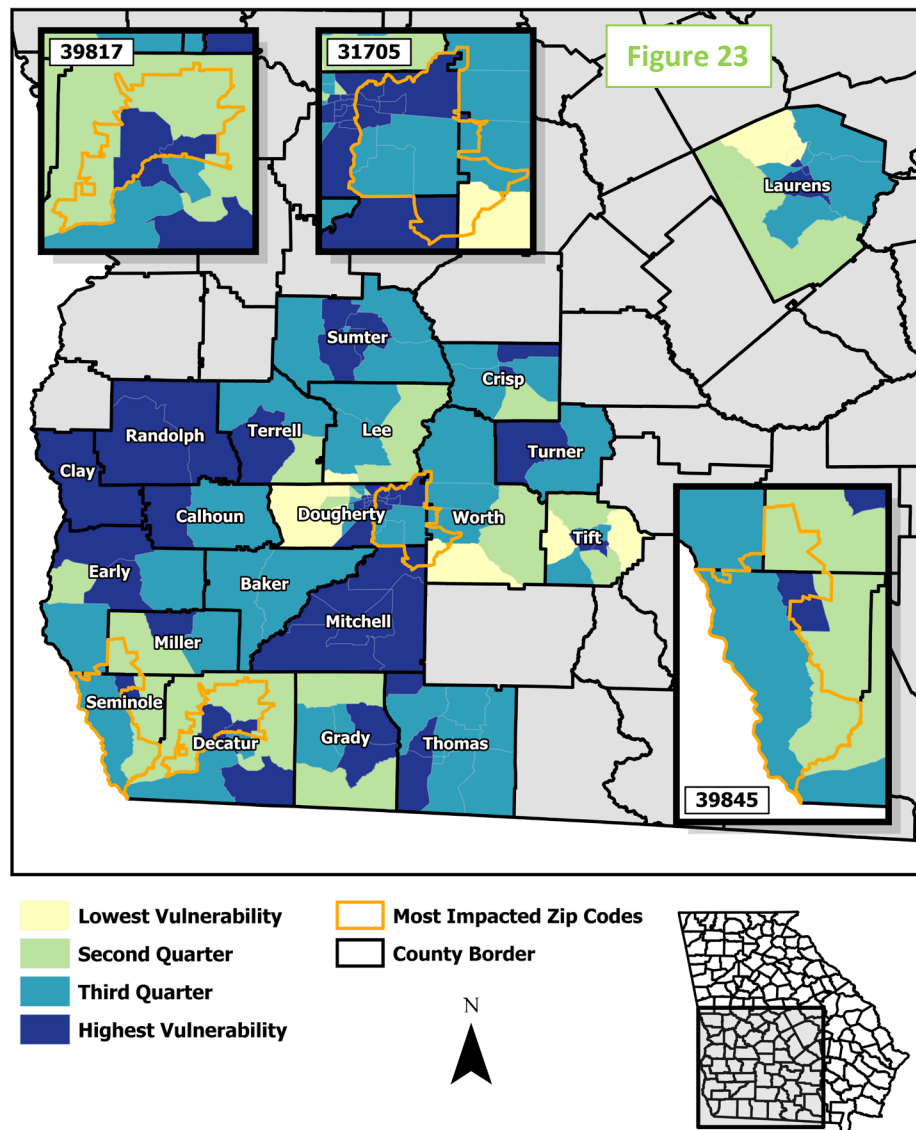 39817
31705
Figure 23
Laurens
Sumter
Crisp
Randolph
Terrell
Lee
Turner
Clay
Calhoun
Dougherty
Worth
Tift
Early
Baker
Mitchell
Miller
Seminole
Decatur
Grady
Thomas
39845
Lowest Vulnerability
Second Quarter
Third Quarter
Highest Vulnerability
Most Impacted Zip Codes
County Border
N